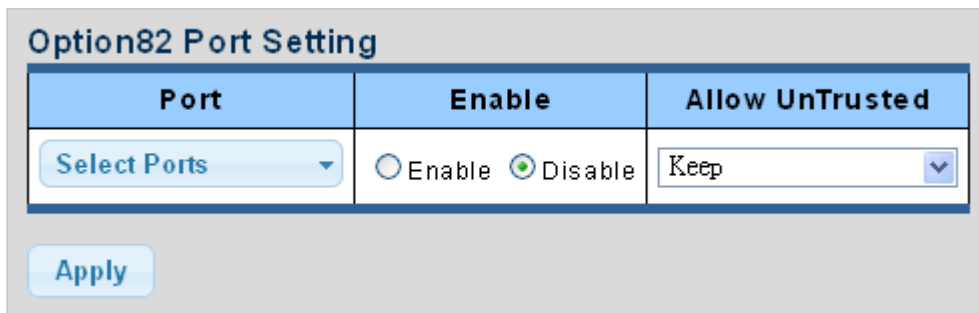 Option82 Port Setting
Port Enable Allow UnTrusted
Select Ports Enable Disable Keep
Apply